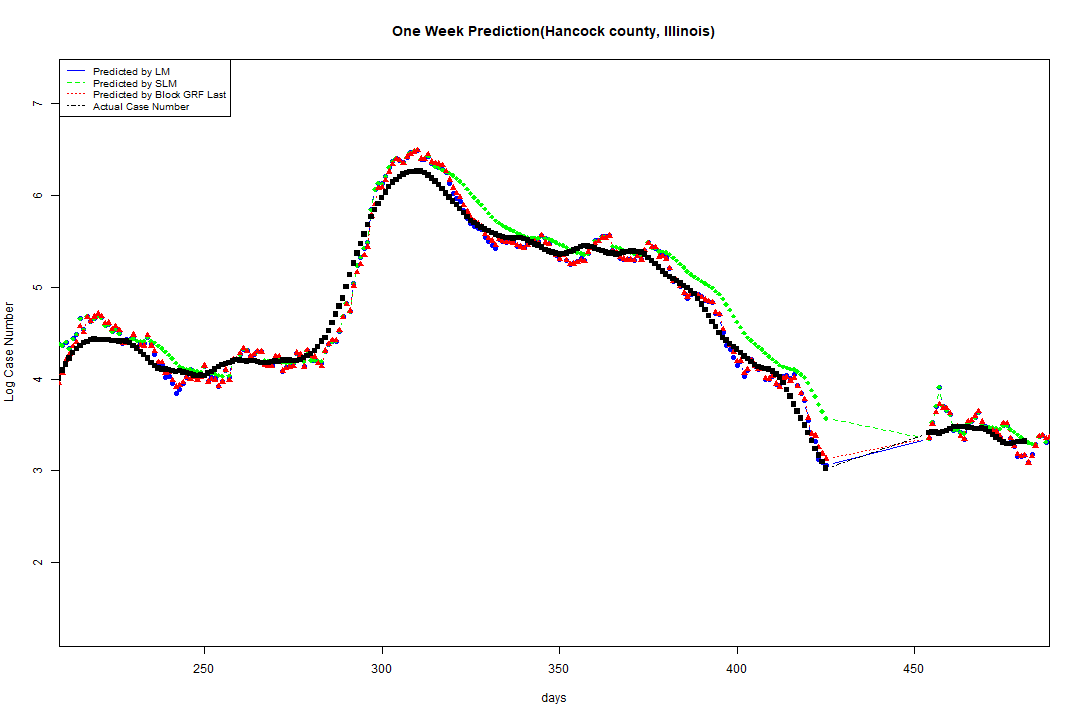 One Week Prediction(Hancock county, Illinois)
Predicted by LM
Predicted by SLM
Predicted by Block GRF Last
Actual Case Number
7
6
5
4
3
2
Log Case Number
250 300 350 400 450
days